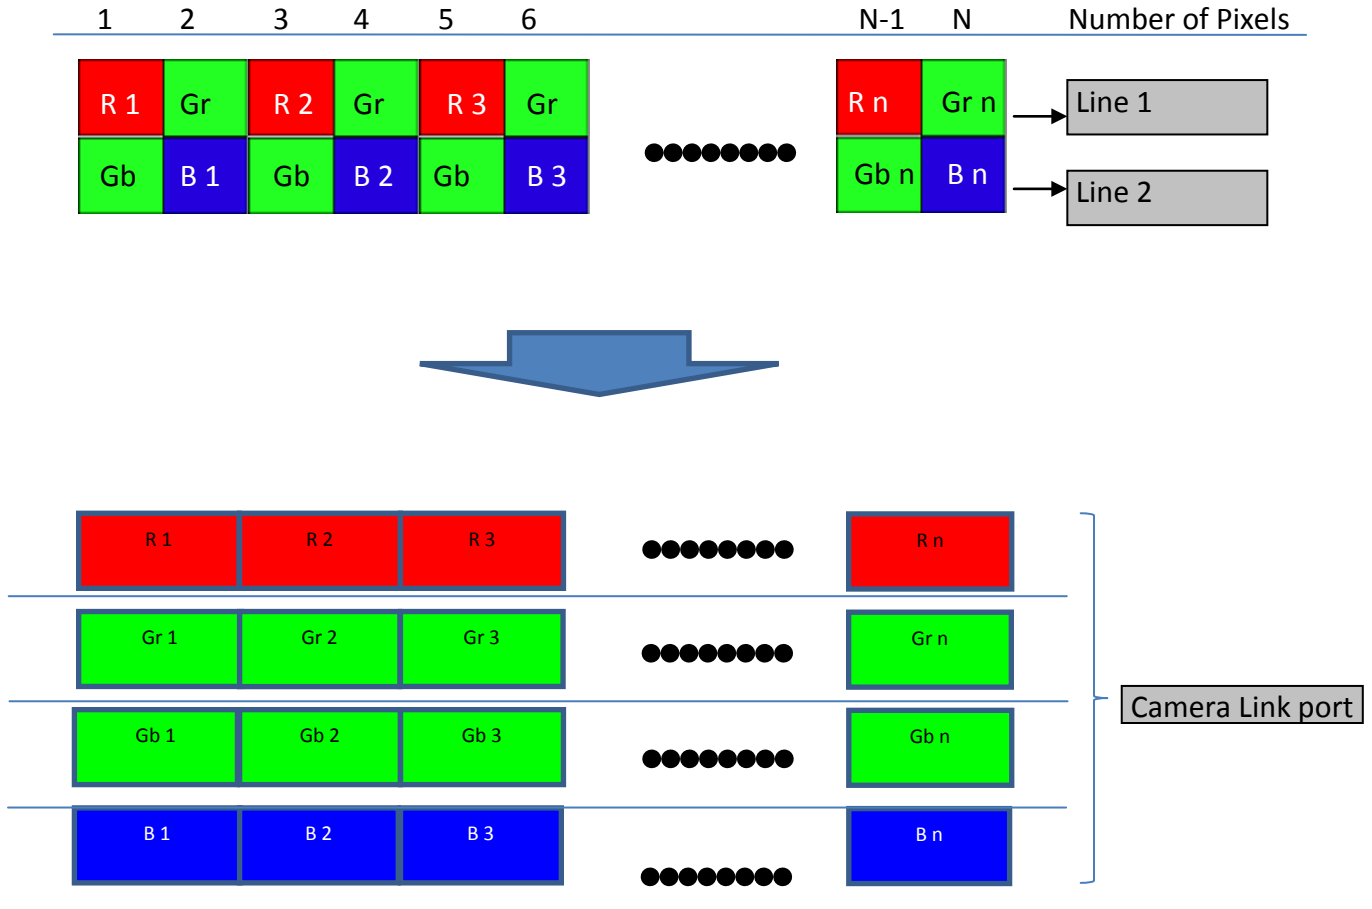 1 2 3 4 5 6 N-1 N Number of Pixels
R 1 Gr R 2 Gr R 3 Gr R n Gr n Line 1
Gb B 1 Gb B 2 Gb B 3 Gb n B n Line 2
R 1 R 2 R 3 R n
Gr 1 Gr 2 Gr 3 Gr n
Camera Link port
Gb 1 Gb 2 Gb 3 Gb n
B 1 B 2 B 3 B n